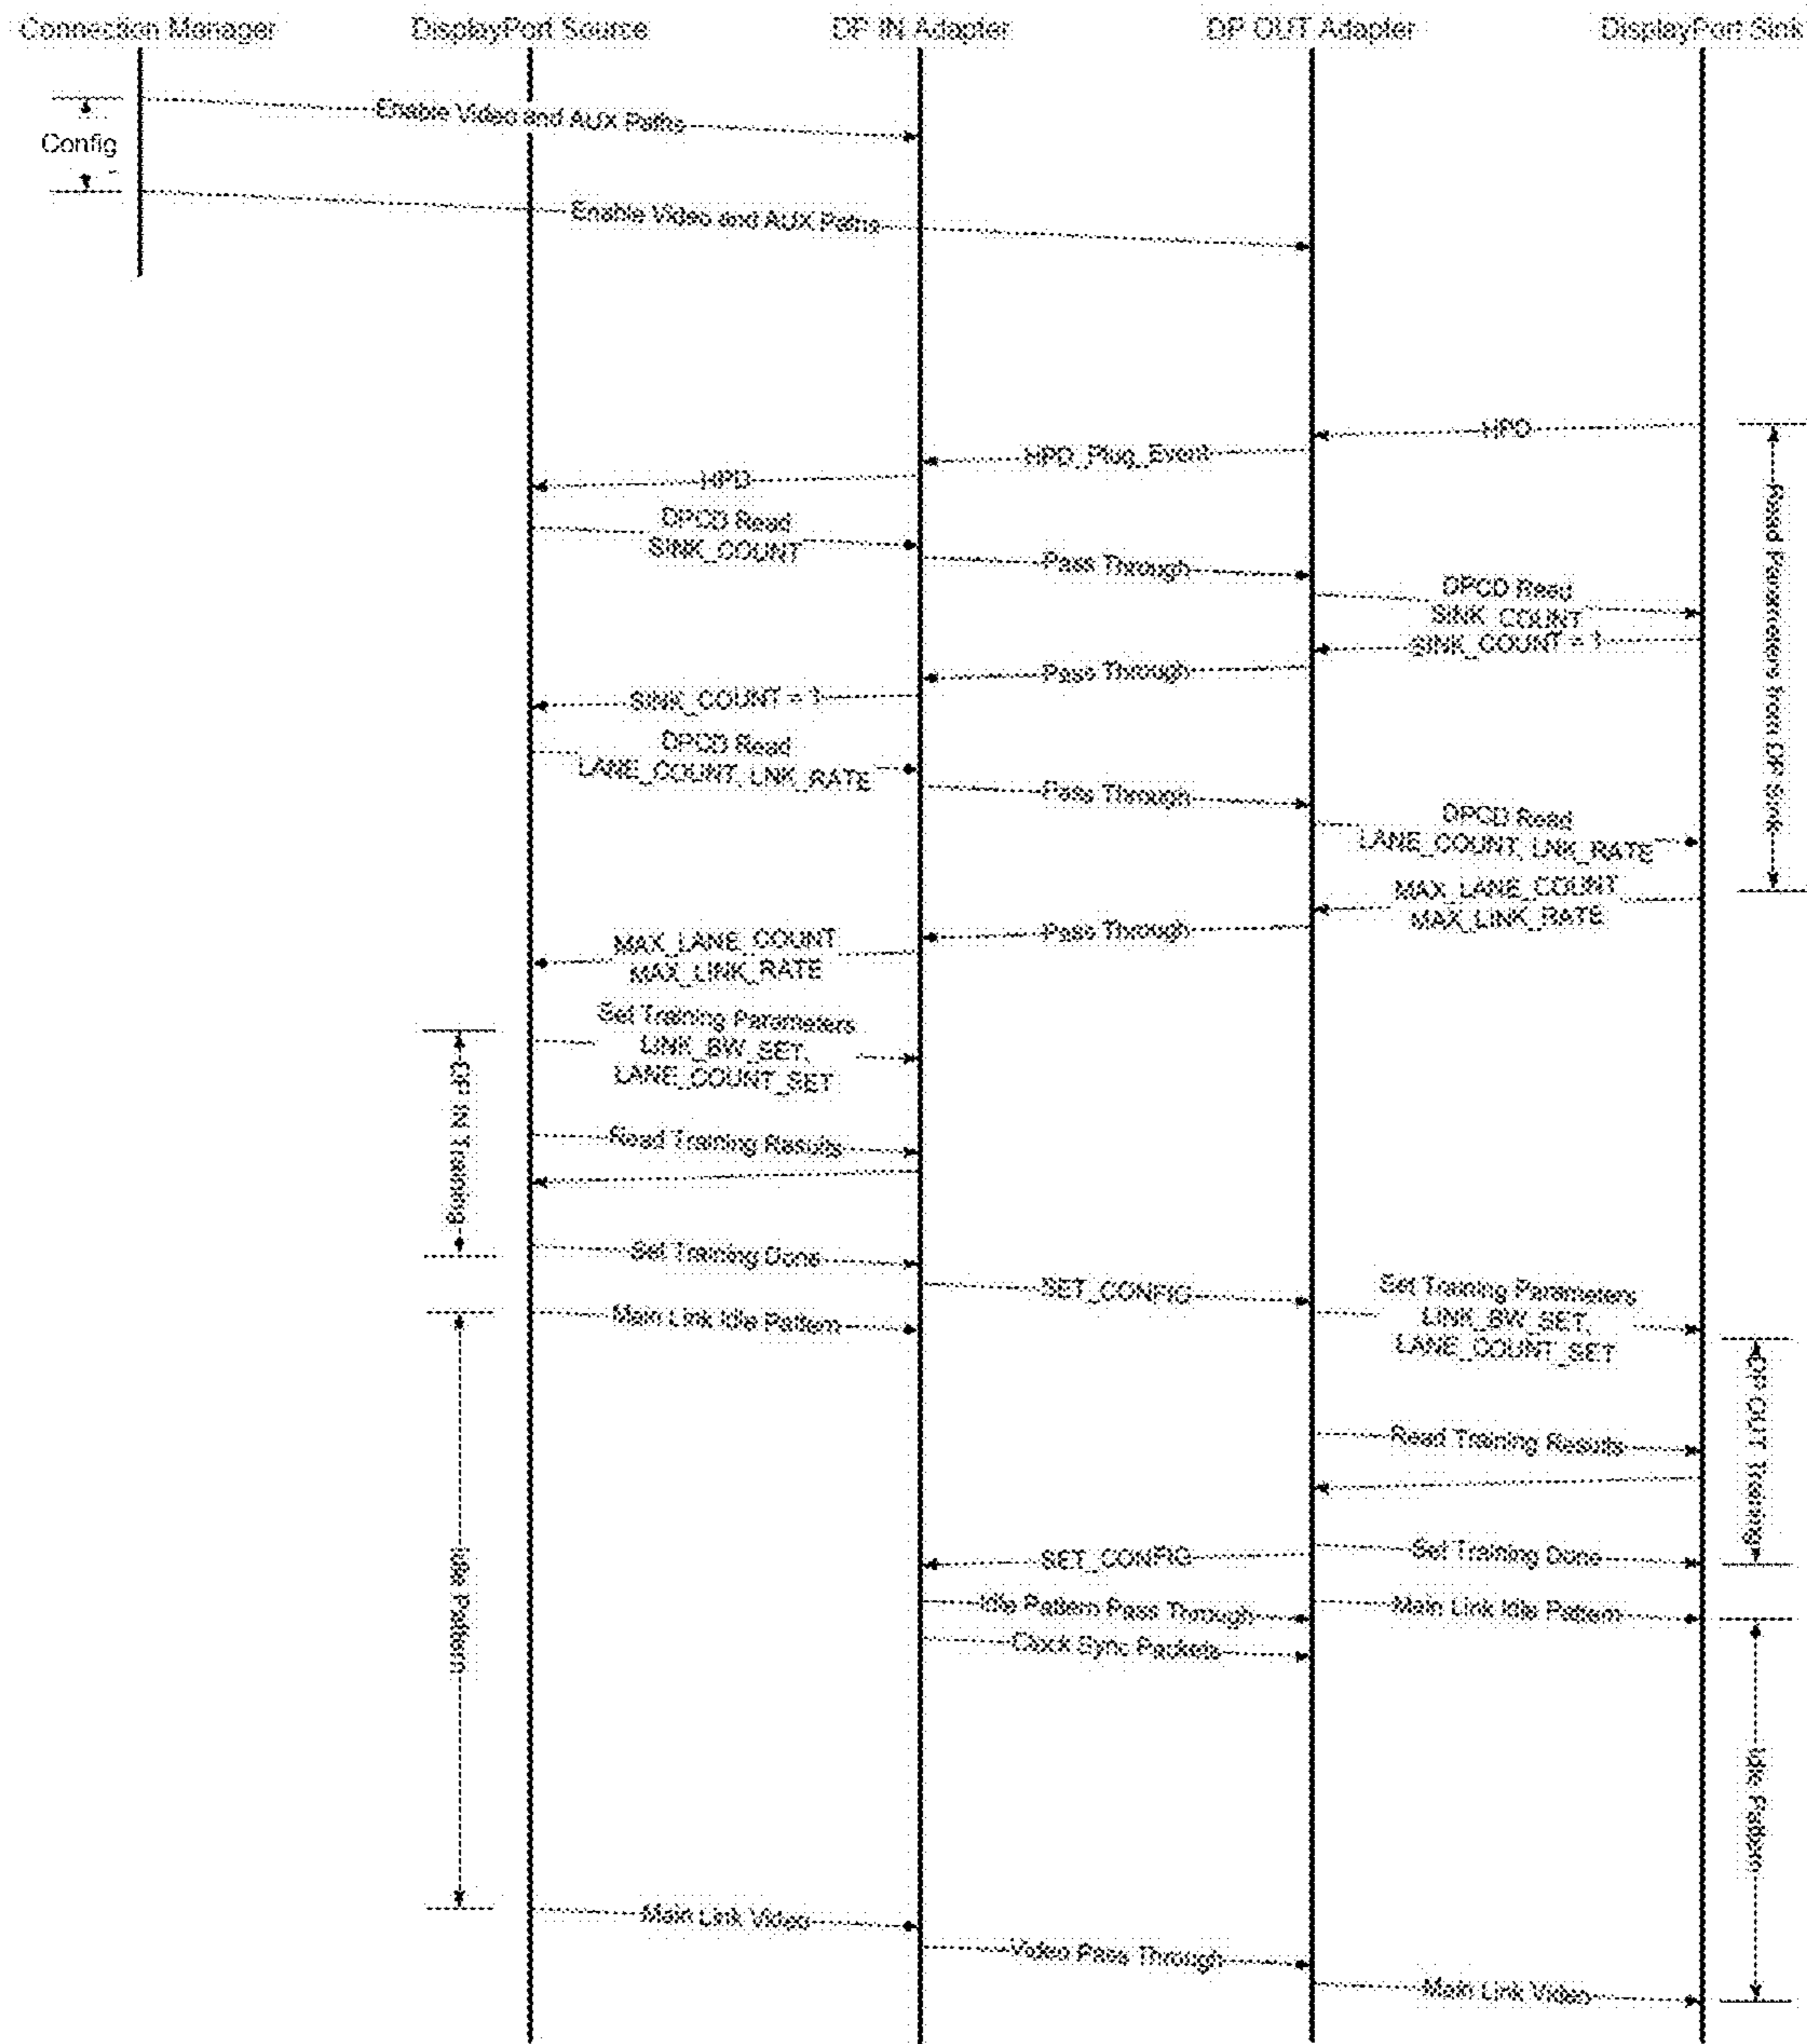 Connection Manager
DisplayPort Source
DP IN Adapter
DP OUT Adapter
DisplayPort Sink
Enable Video and AUX Paths
Config
Enable Video and AUX Paths
HPD
HPD_Plug_Event
HPD
DPCD Read
SINK_COUNT
Pass Through
DPCD Read
SINK_COUNT
SINK_COUNT = 1
Pass Through
SINK_COUNT = 1
Read Parameters from DP Sink
DPCD Read
LANE_COUNT, LNK_RATE
Pass Through
DPCD Read
LANE_COUNT, LNK_RATE
MAX_LANE_COUNT
MAX_LINK_RATE
Pass Through
MAX_LANE_COUNT
MAX_LINK_RATE
Set Training Parameters
LINK_BW_SET,
LANE_COUNT_SET
DP IN Training
Read Training Results
Set Training Done
SET_CONFIG
Set Training Parameters
LINK_BW_SET,
LANE_COUNT_SET
Main Link Idle Pattern
DP OUT Training
Read Training Results
SET_CONFIG
Set Training Done
Idle Pattern
Idle Pattern Pass Through
Main Link Idle Pattern
Clock Sync Packets
Idle Pattern
Main Link Video
Video Pass Through
Main Link Video